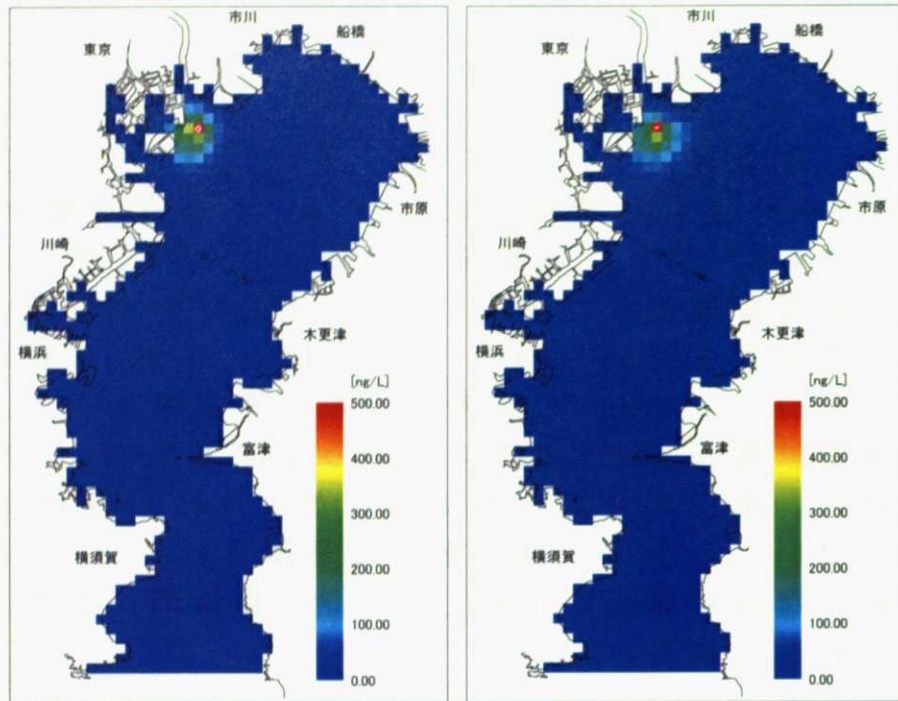 市川
船橋
東京
市原
川崎
木更津
横浜
[ng/L]
500.00
富津
400.00
300.00
横須賀
200.00
100.00
0.00
市川
船橋
東京
市原
川崎
木更津
横浜
[ng/L]
500.00
富津
400.00
300.00
横須賀
200.00
100.00
0.00